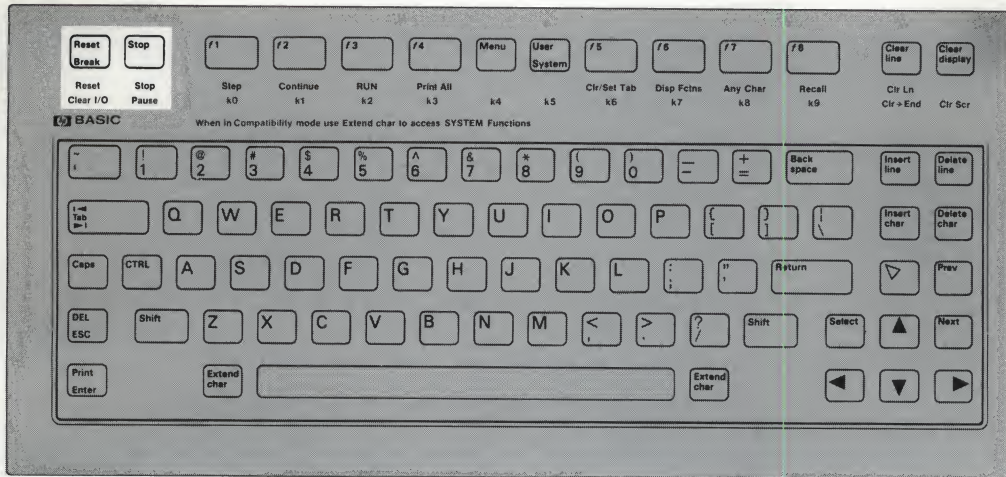 Reset Stop f1 f2 f3 f4 Menu User f5 f6 f7 f8 Clear Clear
Break System line display
Reset Stop Step Continue RUN Print All Clr/Set Tab Disp Fctns Any Char Recall Clr Ln
Clear I/O Pause k0 k1 k2 k3 k4 k5 k6 k7 k8 k9 Clr→End Clr Scr
hp BASIC When in Compatibility mode use Extend char to access SYSTEM Functions
~ ! @ # $ % ^ & * ( ) — + Back Insert Delete
` 1 2 3 4 5 6 7 8 9 0 - = space line line
Tab Q W E R T Y U I O P { [ } ] | \ Insert char Delete char
Caps CTRL A S D F G H J K L : ; " ' Return Prev
DEL ESC Shift Z X C V B N M < , > . ? / Shift Select Next
Print Enter Extend char Extend char